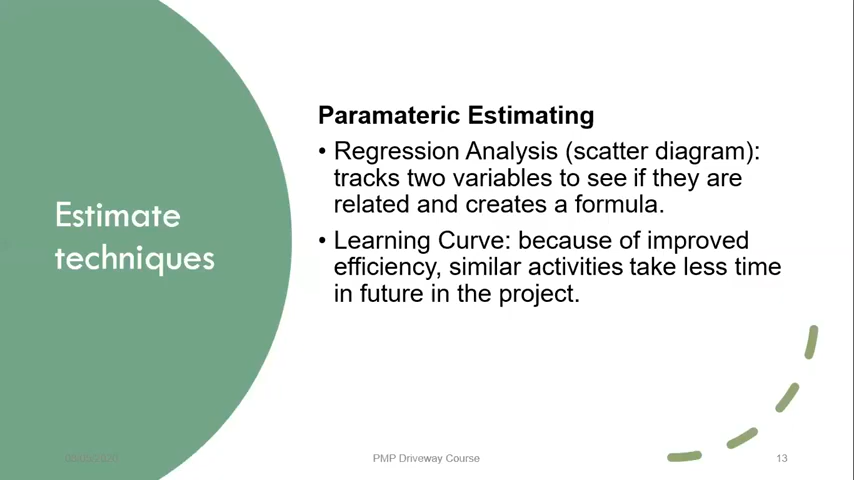 Estimate
techniques
Paramateric Estimating
• Regression Analysis (scatter diagram):
tracks two variables to see if they are
related and creates a formula.
• Learning Curve: because of improved
efficiency, similar activities take less time
in future in the project.
PMP Driveway Course
13